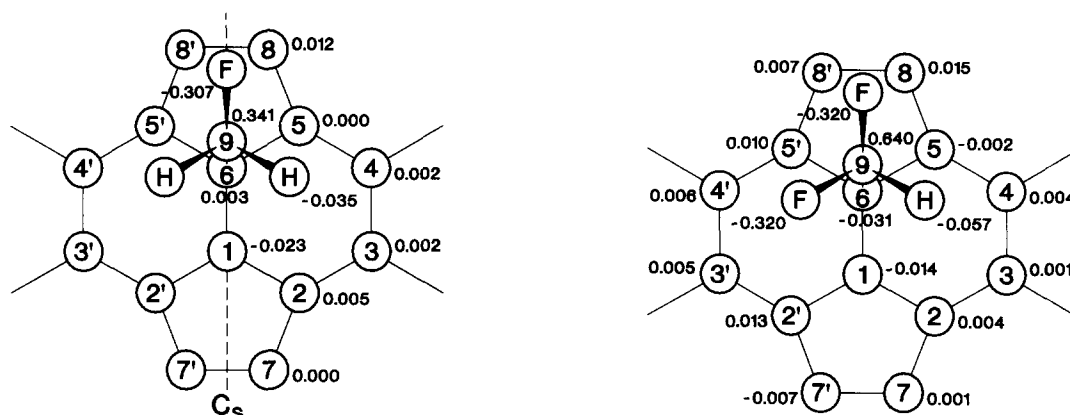 8' 8 0.012
F
-0.307
5' 0.341 5 0.000
9
4' H 6 H 4 0.002
0.003 -0.035
3' 1 -0.023 3 0.002
2' 2 0.005
7' 7 0.000
Cs
0.007 8' 8 0.015
F
-0.320
0.010 5' 0.640 5 -0.002
9
0.006 4' F 6 H 4 0.004
-0.320 -0.031 -0.057
0.005 3' 1 -0.014 3 0.001
0.013 2' 2 0.004
-0.007 7' 7 0.001